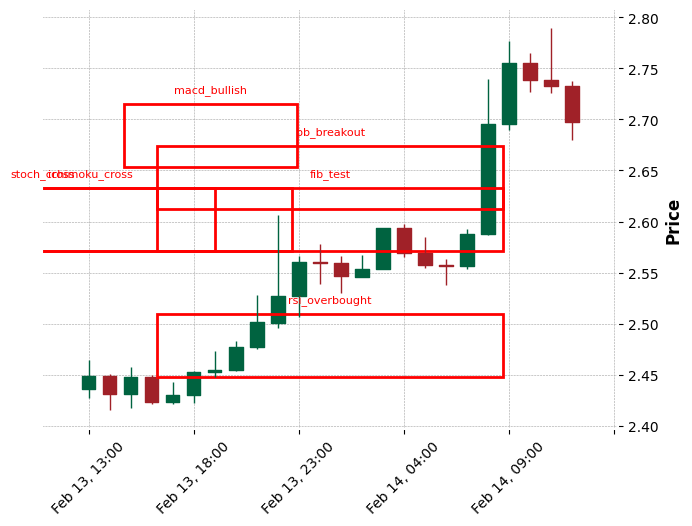 2.80
2.75
macd_bullish
2.70
bb_breakout
2.65
stoch_cross
ichimoku_cross
fib_test
2.60
Price
2.55
rsi_overbought
2.50
2.45
2.40
Feb 13, 13:00
Feb 13, 18:00
Feb 13, 23:00
Feb 14, 04:00
Feb 14, 09:00